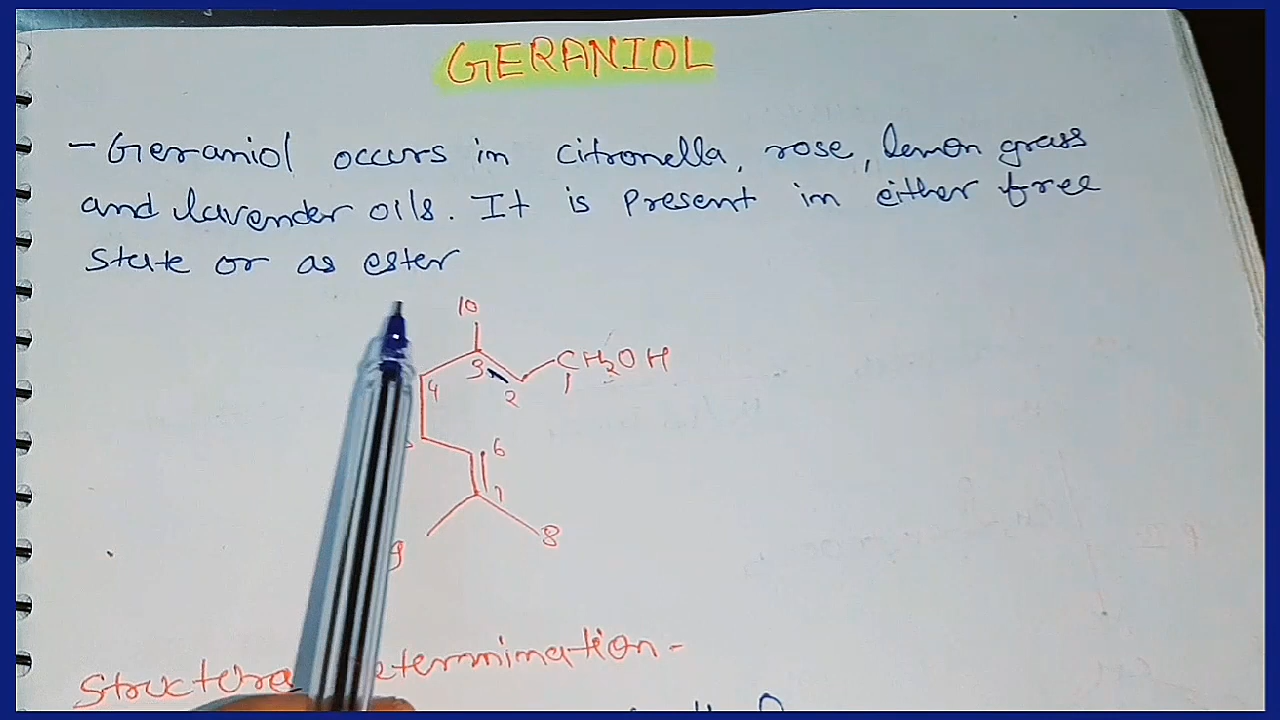 GERANIOL
- Geraniol occurs in citronella, rose, lemon grass
and lavender oils. It is present in either free
state or as ester
10
3
CH2OH
4
2
1
6
7
8
9